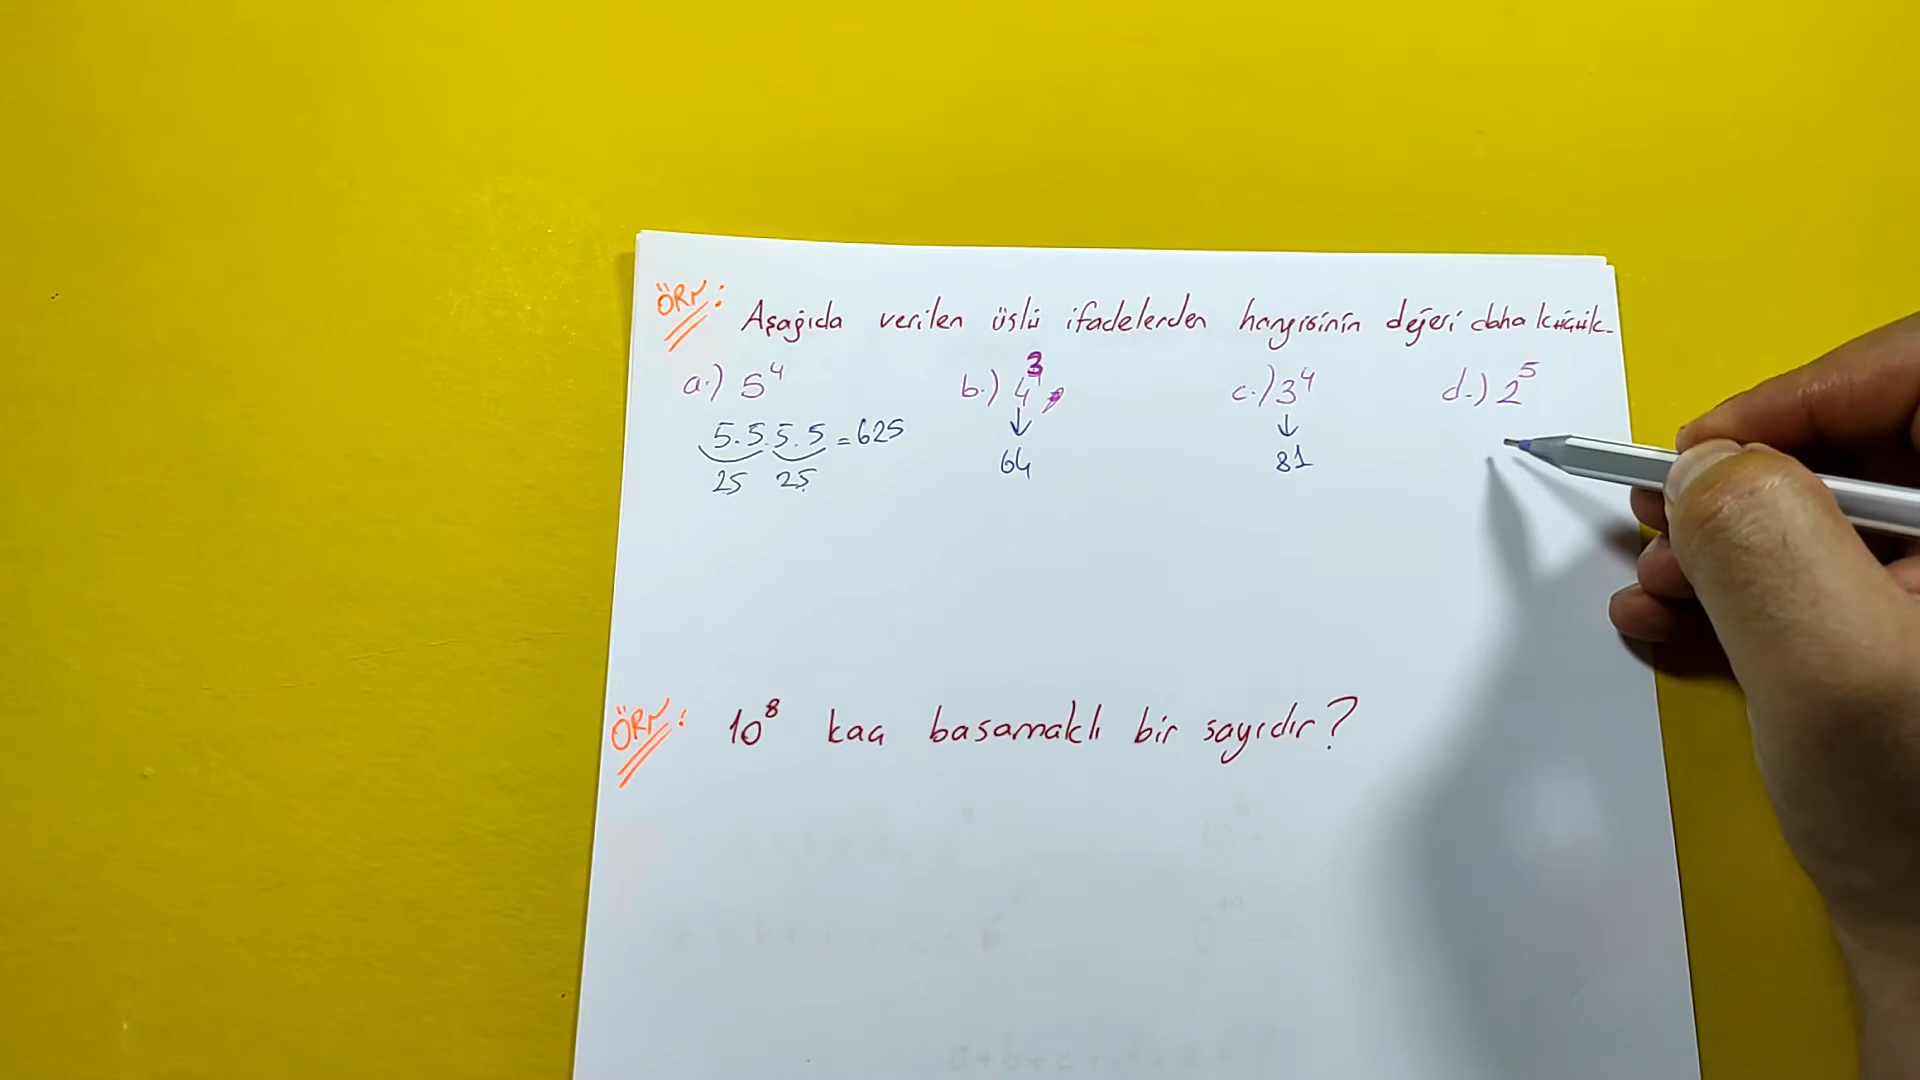 ÖRN: Aşağıda verilen üslü ifadelerden hangisinin değeri daha küçük-
a.) 5⁴ b.) 4³ c.) 3⁴ d.) 2⁵
5.5.5.5=625 ↓ ↓
25 25 64 81
ÖRN: 10⁸ kaç basamaklı bir sayıdır?